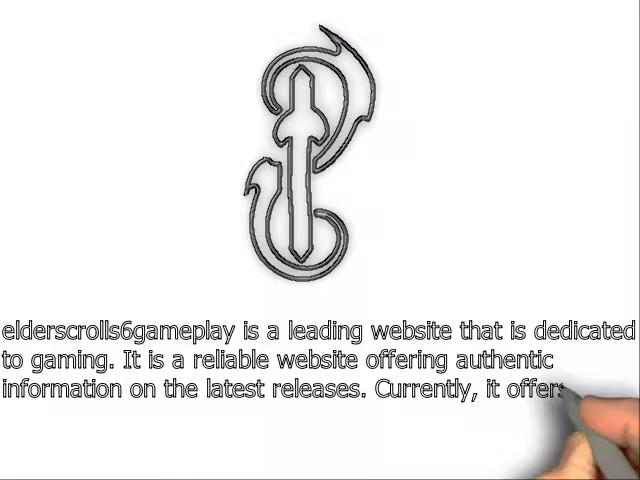 elderscrolls6gameplay is a leading website that is dedicated
to gaming. It is a reliable website offering authentic
information on the latest releases. Currently, it offers